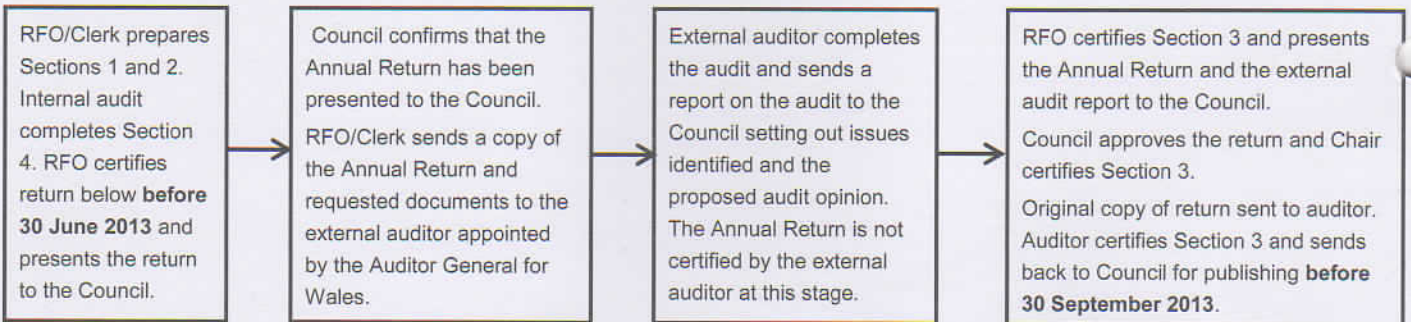 RFO/Clerk prepares
Sections 1 and 2.
Internal audit
completes Section
4. RFO certifies
return below before
30 June 2013 and
presents the return
to the Council.
Council confirms that the
Annual Return has been
presented to the Council.
RFO/Clerk sends a copy of
the Annual Return and
requested documents to the
external auditor appointed
by the Auditor General for
Wales.
External auditor completes
the audit and sends a
report on the audit to the
Council setting out issues
identified and the
proposed audit opinion.
The Annual Return is not
certified by the external
auditor at this stage.
RFO certifies Section 3 and presents
the Annual Return and the external
audit report to the Council.
Council approves the return and Chair
certifies Section 3.
Original copy of return sent to auditor.
Auditor certifies Section 3 and sends
back to Council for publishing before
30 September 2013.